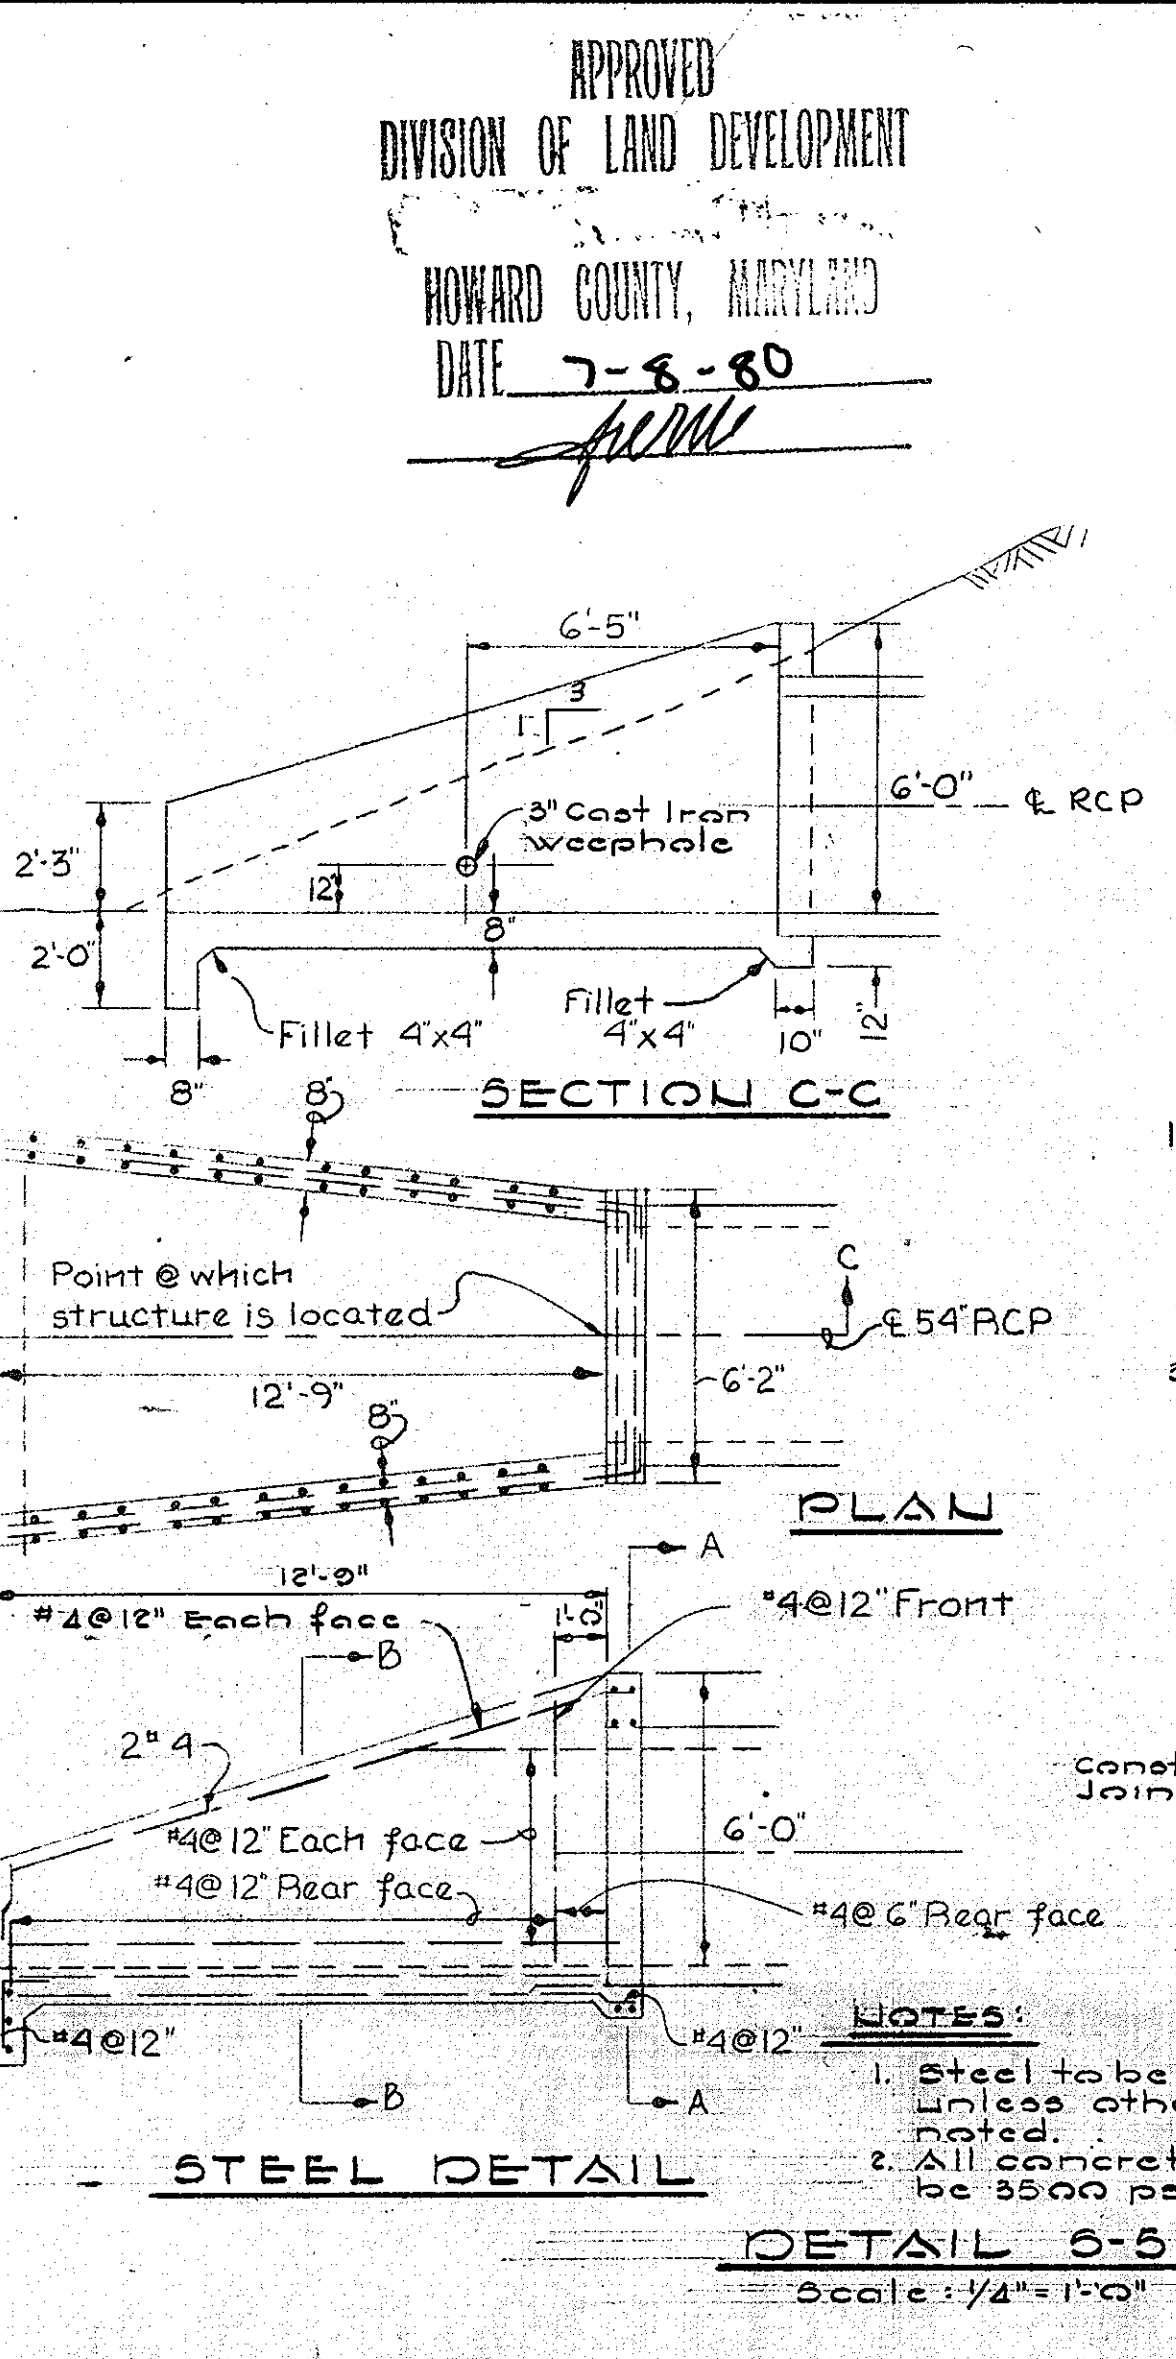 APPROVED
DIVISION OF LAND DEVELOPMENT
HOWARD COUNTY, MARYLAND
DATE 7-8-80
6'-5"
3
1
6'-0"
℄ RCP
3" Cast Iron
weephole
2'-3"
12"
8"
2'-0"
Fillet 4"x4"
Fillet
4"x4"
10"
12"
8"
SECTION C-C
8"
Point @ which
structure is located
C
℄ 54" RCP
12'-9"
6'-2"
8"
PLAN
A
12'-9"
#4@12" Each face
1'-0"
#4@12" Front
B
2 #4
#4@12" Each face
6'-0"
#4@12" Rear face
#4@6" Rear face
#4@12"
#4@12"
B
A
STEEL DETAIL
NOTES:
1. Steel to be
unless
noted.
2. All
be 3500
DETAIL S-5
Scale: 1/4" = 1'-0"